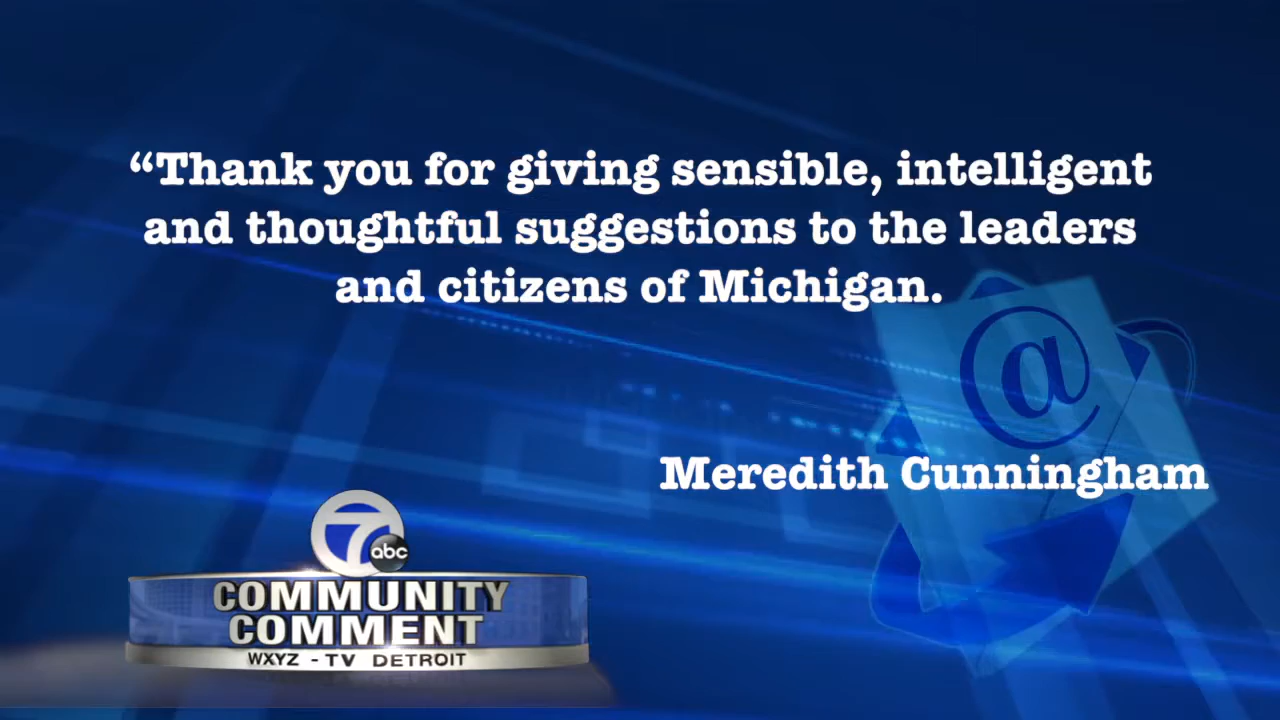 “Thank you for giving sensible, intelligent
and thoughtful suggestions to the leaders
and citizens of Michigan.
@
Meredith Cunningham
7
abc
COMMUNITY
COMMENT
WXYZ - TV DETROIT